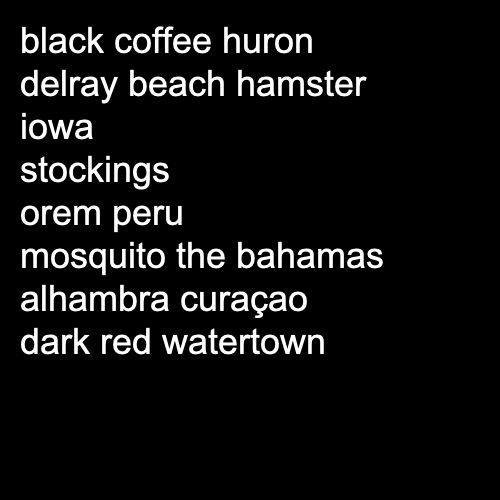 black coffee huron
delray beach hamster
iowa
stockings
orem peru
mosquito the bahamas
alhambra curaçao
dark red watertown